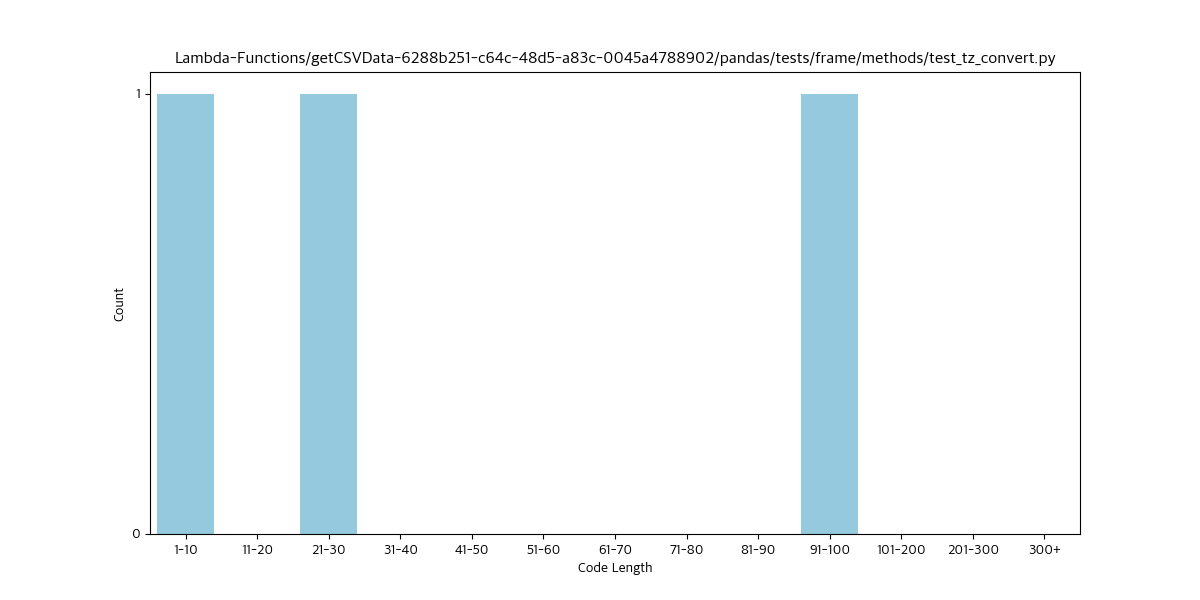 Lambda-Functions/getCSVData-6288b251-c64c-48d5-a83c-0045a4788902/pandas/tests/frame/methods/test_tz_convert.py
1
Count
0
1-10 11-20 21-30 31-40 41-50 51-60 61-70 71-80 81-90 91-100 101-200 201-300 300+
Code Length